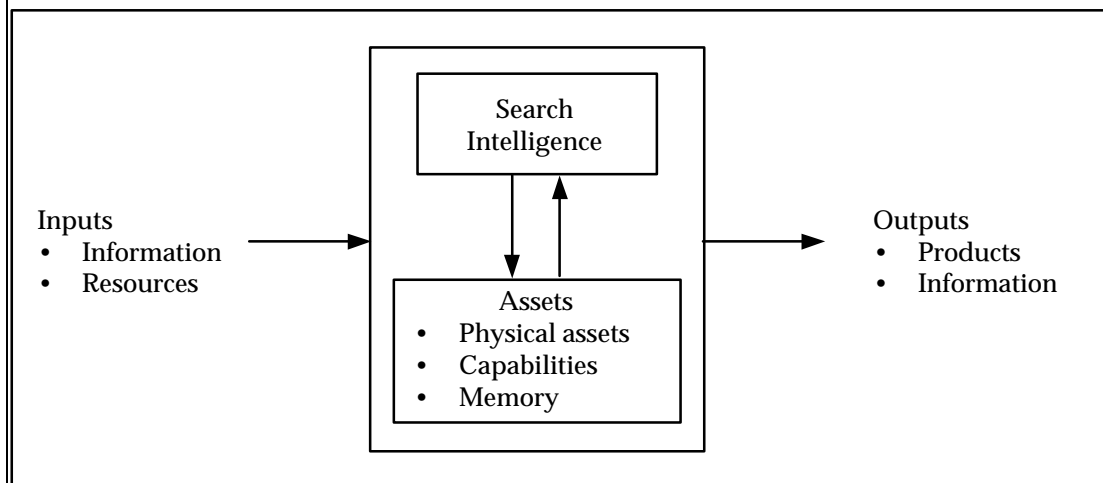 Search
Intelligence
Inputs
• Information
• Resources
Assets
• Physical assets
• Capabilities
• Memory
Outputs
• Products
• Information